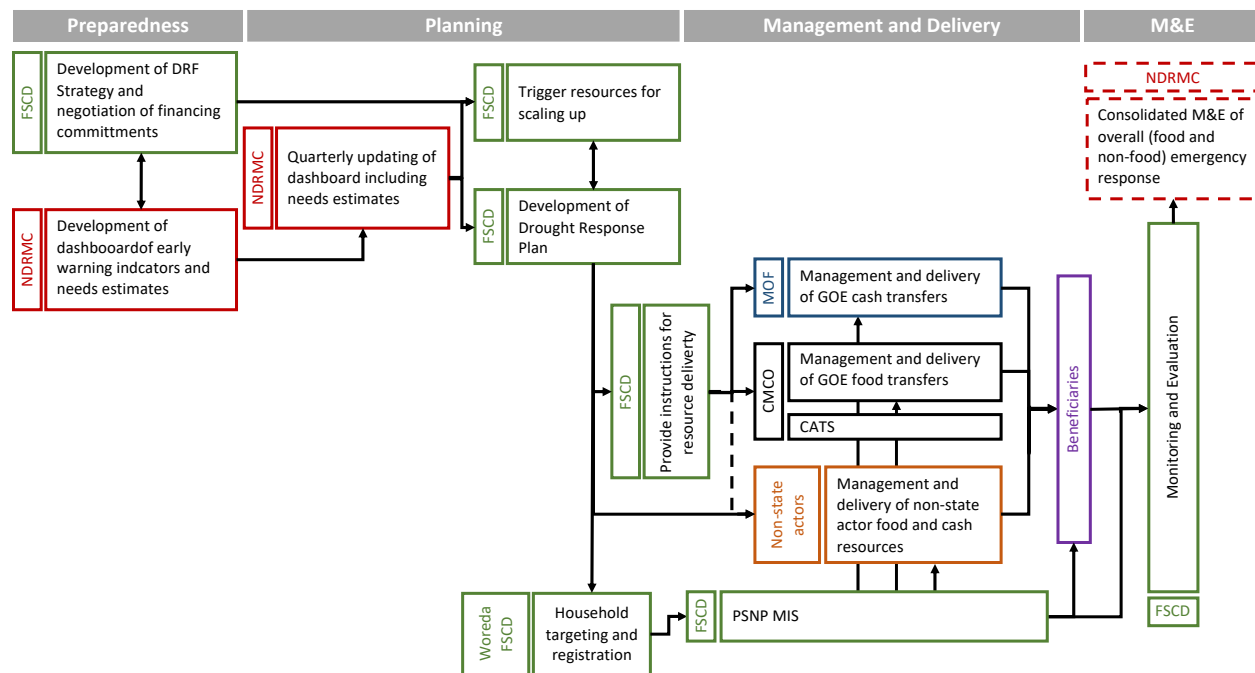 Preparedness
Planning
Management and Delivery
M&E
FSCD
Development of DRF
Strategy and
negotiation of financing
committments
NDRMC
Development of
dashbooardof early
warning indcators and
needs estimates
NDRMC
Quarterly updating of
dashboard including
needs estimates
FSCD
Trigger resources for
scaling up
FSCD
Development of
Drought Response
Plan
FSCD
Provide instructions for
resource deliverty
MOF
Management and delivery
of GOE cash transfers
CMCO
Management and delivery
of GOE food transfers
CATS
Non-state
actors
Management and
delivery of non-state
actor food and cash
resources
Woreda
FSCD
Household
targeting and
registration
FSCD
PSNP MIS
Beneficiaries
NDRMC
Consolidated M&E of
overall (food and
non-food) emergency
response
Monitoring and Evaluation
FSCD